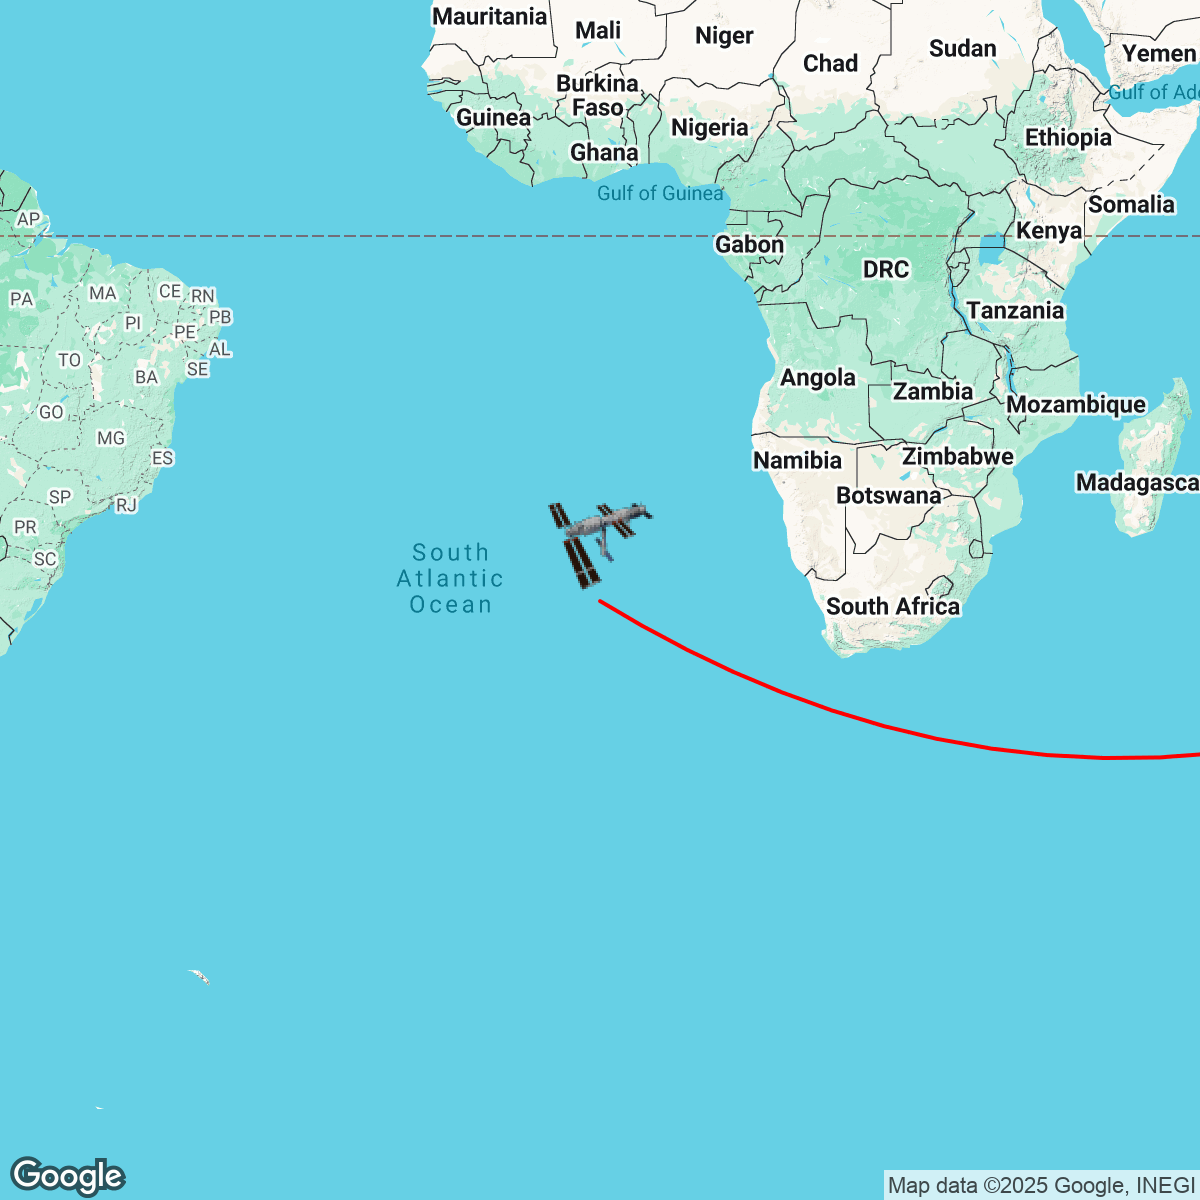 Mauritania
Mali
Niger
Chad
Sudan
Yemen
Gulf of Ade
Burkina
Faso
Guinea
Nigeria
Ethiopia
Ghana
Gulf of Guinea
Somalia
AP
Kenya
Gabon
DRC
PA
MA
CE
RN
PB
PI
PE
AL
Tanzania
TO
SE
BA
Angola
Zambia
Mozambique
GO
MG
ES
Namibia
Zimbabwe
Botswana
Madagasca
SP
RJ
PR
SC
South
Atlantic
Ocean
South Africa
Google
Map data ©2025 Google, INEGI